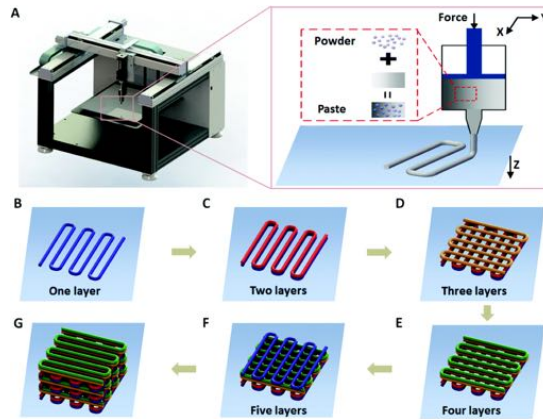 A
Force
X
Y
Powder
Paste
Z
B
One layer
C
Two layers
D
Three layers
G
F
Five layers
E
Four layers